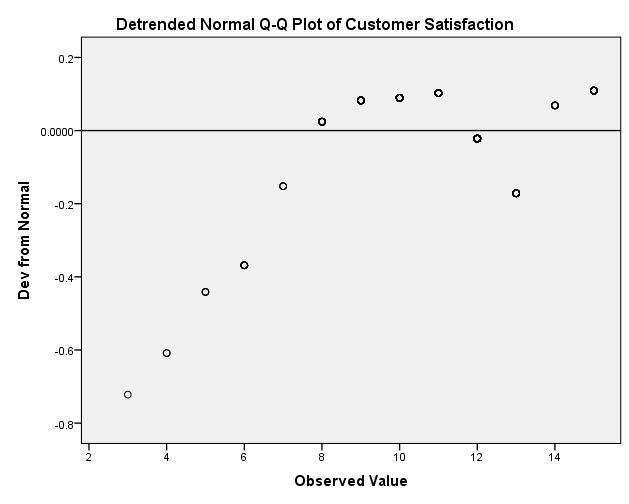 Detrended Normal Q-Q Plot of Customer Satisfaction
Dev from Normal
0.2
0.0000
-0.2
-0.4
-0.6
-0.8
2 4 6 8 10 12 14
Observed Value